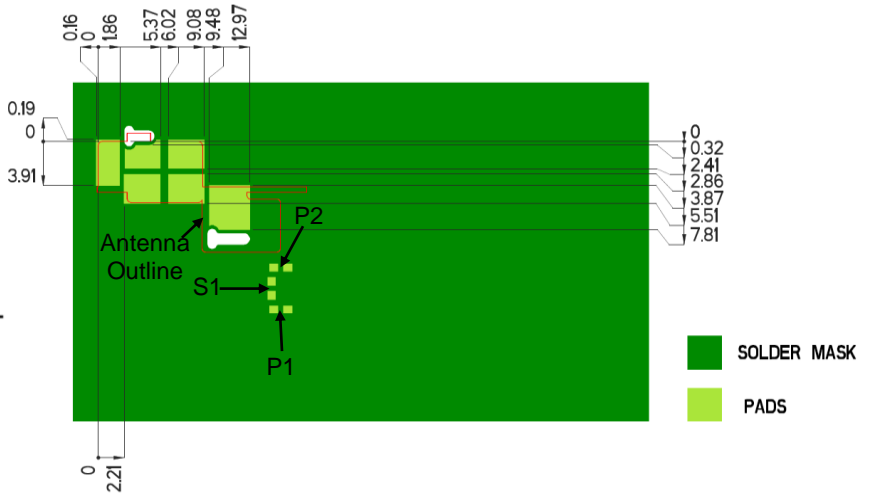 0.16
0
1.86
5.37
6.02
9.08
9.48
12.97
0.19
0
3.91
0
0.32
2.41
2.86
3.87
5.51
7.81
Antenna
Outline
P2
S1
P1
SOLDER MASK
PADS
0
2.21